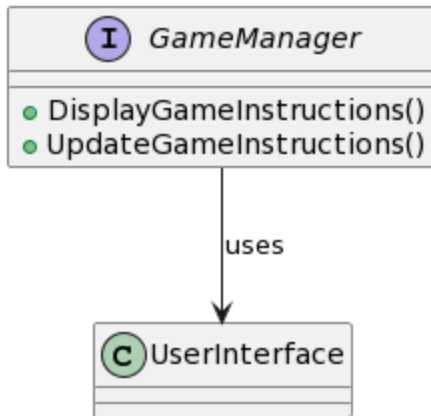 I GameManager
DisplayGameInstructions()
UpdateGameInstructions()
uses
C UserInterface